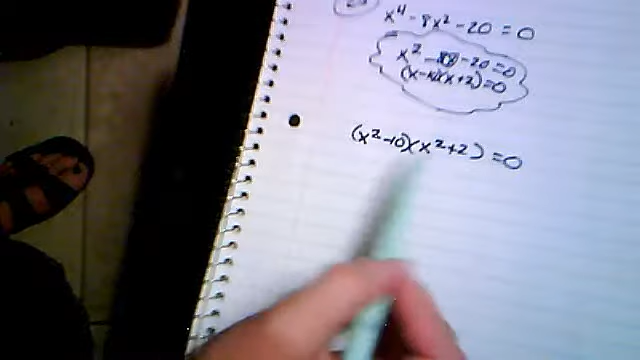 x⁴ - 8x² - 20 = 0
x² - 8x - 20 = 0
(x-10)(x+2) = 0
(x²-10)(x²+2) = 0